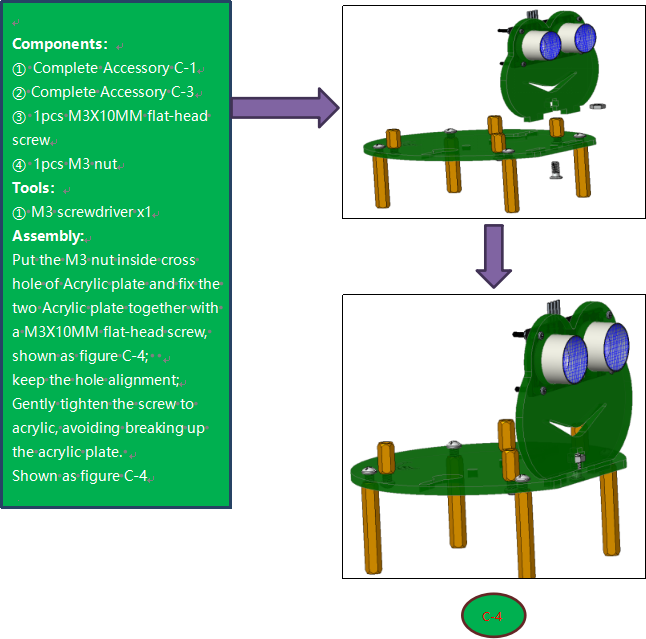 Components:
① Complete Accessory C-1
② Complete Accessory C-3
③ 1pcs M3X10MM flat-head
screw
④ 1pcs M3 nut
Tools:
① M3 screwdriver x1
Assembly:
Put the M3 nut inside cross
hole of Acrylic plate and fix the
two Acrylic plate together with
a M3X10MM flat-head screw,
shown as figure C-4;
keep the hole alignment;
Gently tighten the screw to
acrylic, avoiding breaking up
the acrylic plate.
Shown as figure C-4
C-4